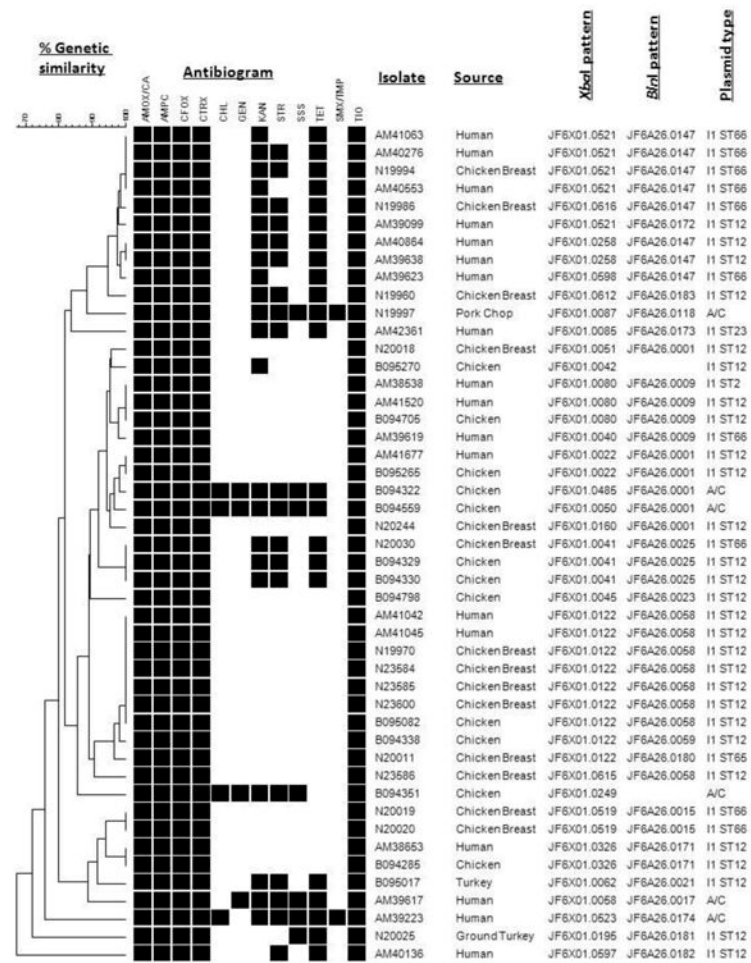 % Genetic similarity
Antibiogram
Isolate Source XbaI pattern BlnI pattern Plasmid type
70 80 90 100
AMOX/CA AMPC CFOX CTRX CHL GEN KAN STR SSS TET SMX/TMP TIO
AM41063 Human JF6X01.0521 JF6A26.0147 I1 ST66
AM40276 Human JF6X01.0521 JF6A26.0147 I1 ST66
N19994 Chicken Breast JF6X01.0521 JF6A26.0147 I1 ST66
AM40553 Human JF6X01.0521 JF6A26.0147 I1 ST66
N19986 Chicken Breast JF6X01.0616 JF6A26.0147 I1 ST66
AM39099 Human JF6X01.0521 JF6A26.0172 I1 ST12
AM40864 Human JF6X01.0258 JF6A26.0147 I1 ST12
AM39638 Human JF6X01.0258 JF6A26.0147 I1 ST12
AM39623 Human JF6X01.0598 JF6A26.0147 I1 ST66
N19960 Chicken Breast JF6X01.0612 JF6A26.0183 I1 ST12
N19997 Pork Chop JF6X01.0087 JF6A26.0118 A/C
AM42361 Human JF6X01.0085 JF6A26.0173 I1 ST23
N20018 Chicken Breast JF6X01.0051 JF6A26.0001 I1 ST12
B095270 Chicken JF6X01.0042 I1 ST12
AM38538 Human JF6X01.0080 JF6A26.0009 I1 ST2
AM41520 Human JF6X01.0080 JF6A26.0009 I1 ST12
B094705 Chicken JF6X01.0080 JF6A26.0009 I1 ST12
AM39619 Human JF6X01.0040 JF6A26.0009 I1 ST66
AM41677 Human JF6X01.0022 JF6A26.0001 I1 ST12
B095265 Chicken JF6X01.0022 JF6A26.0001 I1 ST12
B094322 Chicken JF6X01.0485 JF6A26.0001 A/C
B094559 Chicken JF6X01.0050 JF6A26.0001 A/C
N20244 Chicken Breast JF6X01.0160 JF6A26.0001 I1 ST12
N20030 Chicken Breast JF6X01.0041 JF6A26.0025 I1 ST66
B094329 Chicken JF6X01.0041 JF6A26.0025 I1 ST12
B094330 Chicken JF6X01.0041 JF6A26.0025 I1 ST12
B094798 Chicken JF6X01.0045 JF6A26.0023 I1 ST12
AM41042 Human JF6X01.0122 JF6A26.0058 I1 ST12
AM41045 Human JF6X01.0122 JF6A26.0058 I1 ST12
N19970 Chicken Breast JF6X01.0122 JF6A26.0058 I1 ST12
N23584 Chicken Breast JF6X01.0122 JF6A26.0058 I1 ST12
N23585 Chicken Breast JF6X01.0122 JF6A26.0058 I1 ST12
N23600 Chicken Breast JF6X01.0122 JF6A26.0058 I1 ST12
B095082 Chicken JF6X01.0122 JF6A26.0058 I1 ST12
B094338 Chicken JF6X01.0122 JF6A26.0059 I1 ST12
N20011 Chicken Breast JF6X01.0122 JF6A26.0180 I1 ST65
N23586 Chicken Breast JF6X01.0615 JF6A26.0058 I1 ST12
B094351 Chicken JF6X01.0249 A/C
N20019 Chicken Breast JF6X01.0519 JF6A26.0015 I1 ST66
N20020 Chicken Breast JF6X01.0519 JF6A26.0015 I1 ST66
AM38653 Human JF6X01.0326 JF6A26.0171 I1 ST12
B094285 Chicken JF6X01.0326 JF6A26.0171 I1 ST12
B095017 Turkey JF6X01.0062 JF6A26.0021 I1 ST12
AM39617 Human JF6X01.0058 JF6A26.0017 A/C
AM39223 Human JF6X01.0523 JF6A26.0174 A/C
N20025 Ground Turkey JF6X01.0195 JF6A26.0181 I1 ST12
AM40136 Human JF6X01.0597 JF6A26.0182 I1 ST12